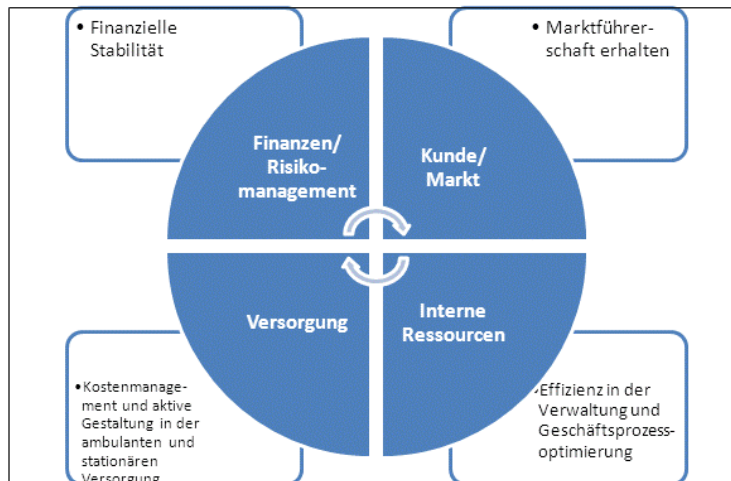 • Finanzielle
Stabilität
• Marktführer-
schaft erhalten
Finanzen/
Risiko-
management
Kunde/
Markt
Versorgung
Interne
Ressourcen
•Kostenmanage-
ment und aktive
Gestaltung in der
ambulanten und
stationären
Versorgung
•Effizienz in der
Verwaltung und
Geschäftsprozess-
optimierung